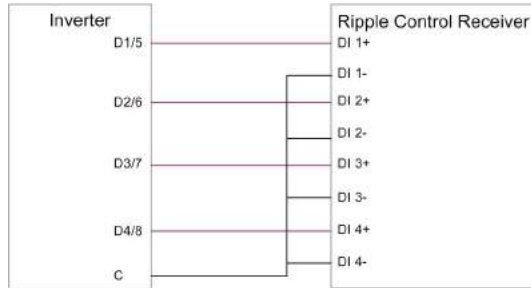 Inverter
D1/5
D2/6
D3/7
D4/8
C
Ripple Control Receiver
DI 1+
DI 1-
DI 2+
DI 2-
DI 3+
DI 3-
DI 4+
DI 4-